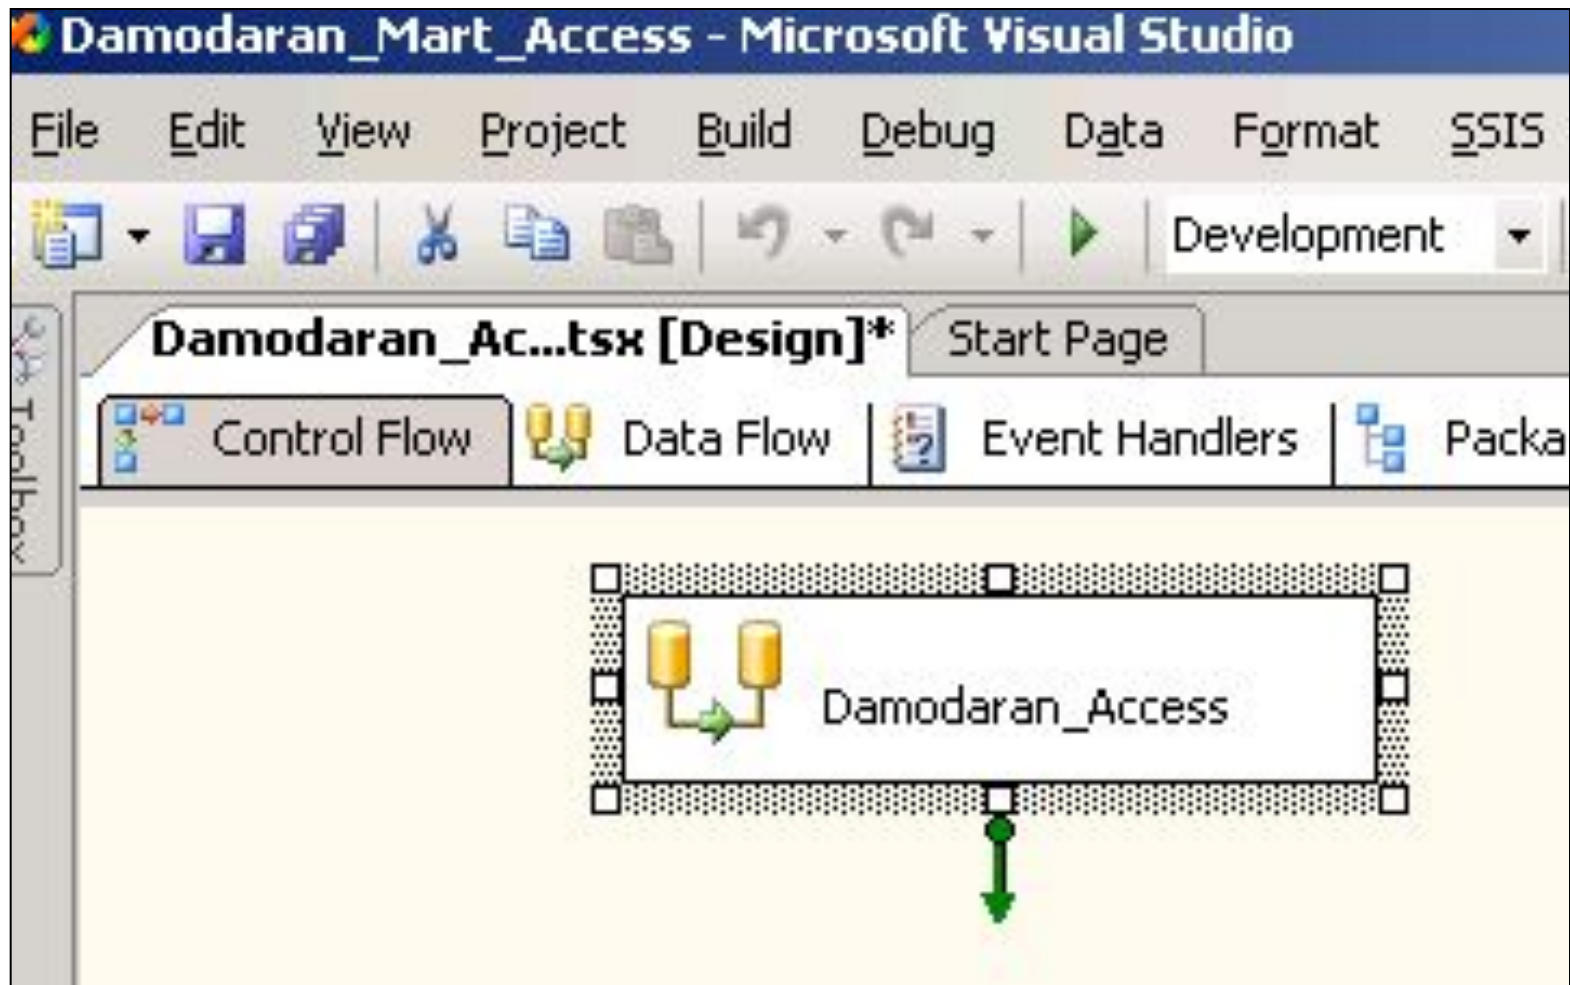 Damodaran_Mart_Access - Microsoft Visual Studio
File Edit View Project Build Debug Data Format SSIS
Development
Damodaran_Ac...tsx [Design]* Start Page
Toolbox
Control Flow Data Flow Event Handlers Packa
Damodaran_Access